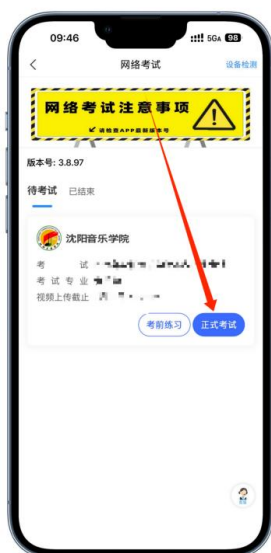 09:46
5GA 98
网络考试
设备检测
网络考试注意事项
请检查APP最新版本号
版本号: 3.8.97
待考试 已结束
沈阳音乐学院
考 试
考试专业
视频上传截止
考前练习 正式考试